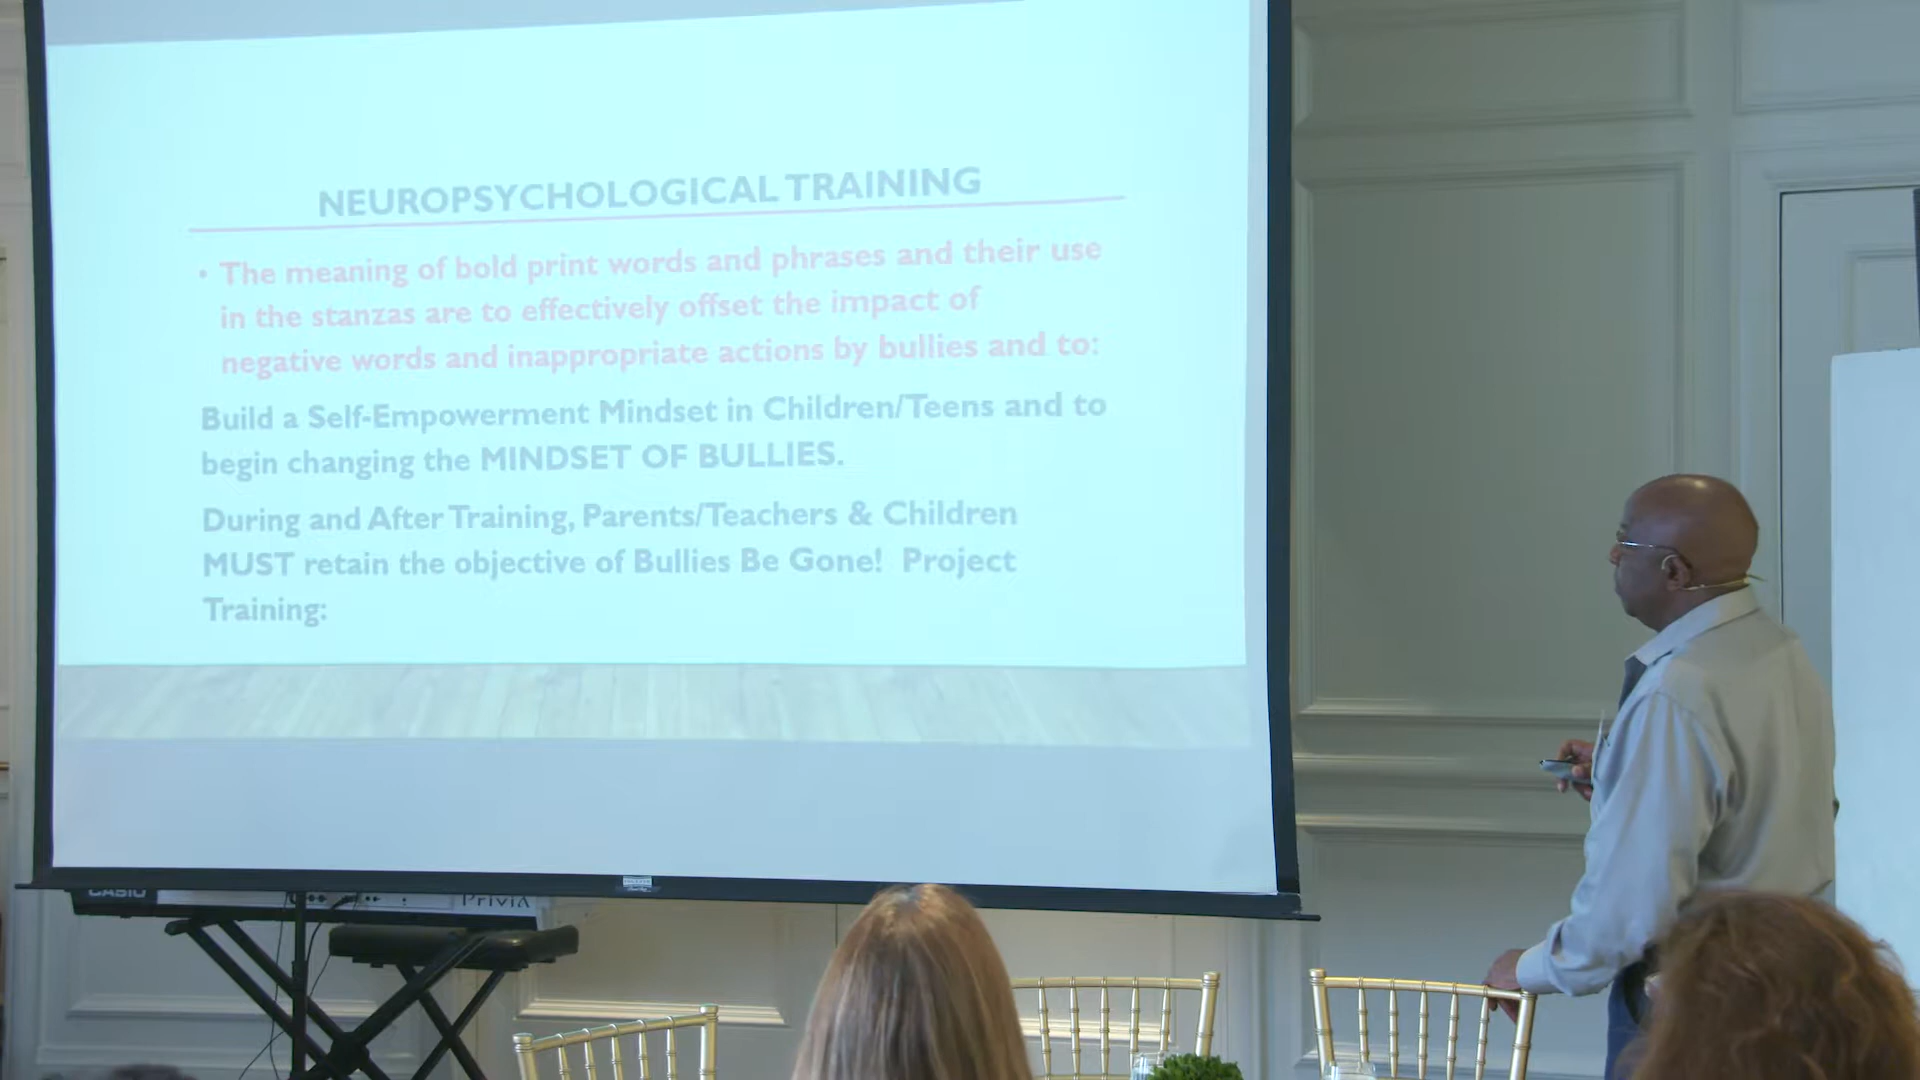 NEUROPSYCHOLOGICAL TRAINING
• The meaning of bold print words and phrases and their use
in the stanzas are to effectively offset the impact of
negative words and inappropriate actions by bullies and to:
Build a Self-Empowerment Mindset in Children/Teens and to
begin changing the MINDSET OF BULLIES.
During and After Training, Parents/Teachers & Children
MUST retain the objective of Bullies Be Gone! Project
Training:
CASIO
Privia